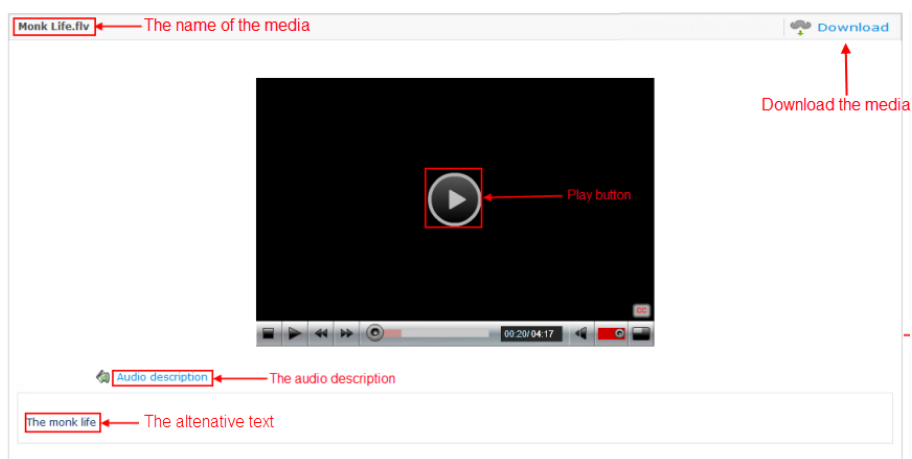 Monk Life.flv The name of the media Download
Download the media
Play button
CC
00:20/04:17
Audio description The audio description
The monk life The altenative text